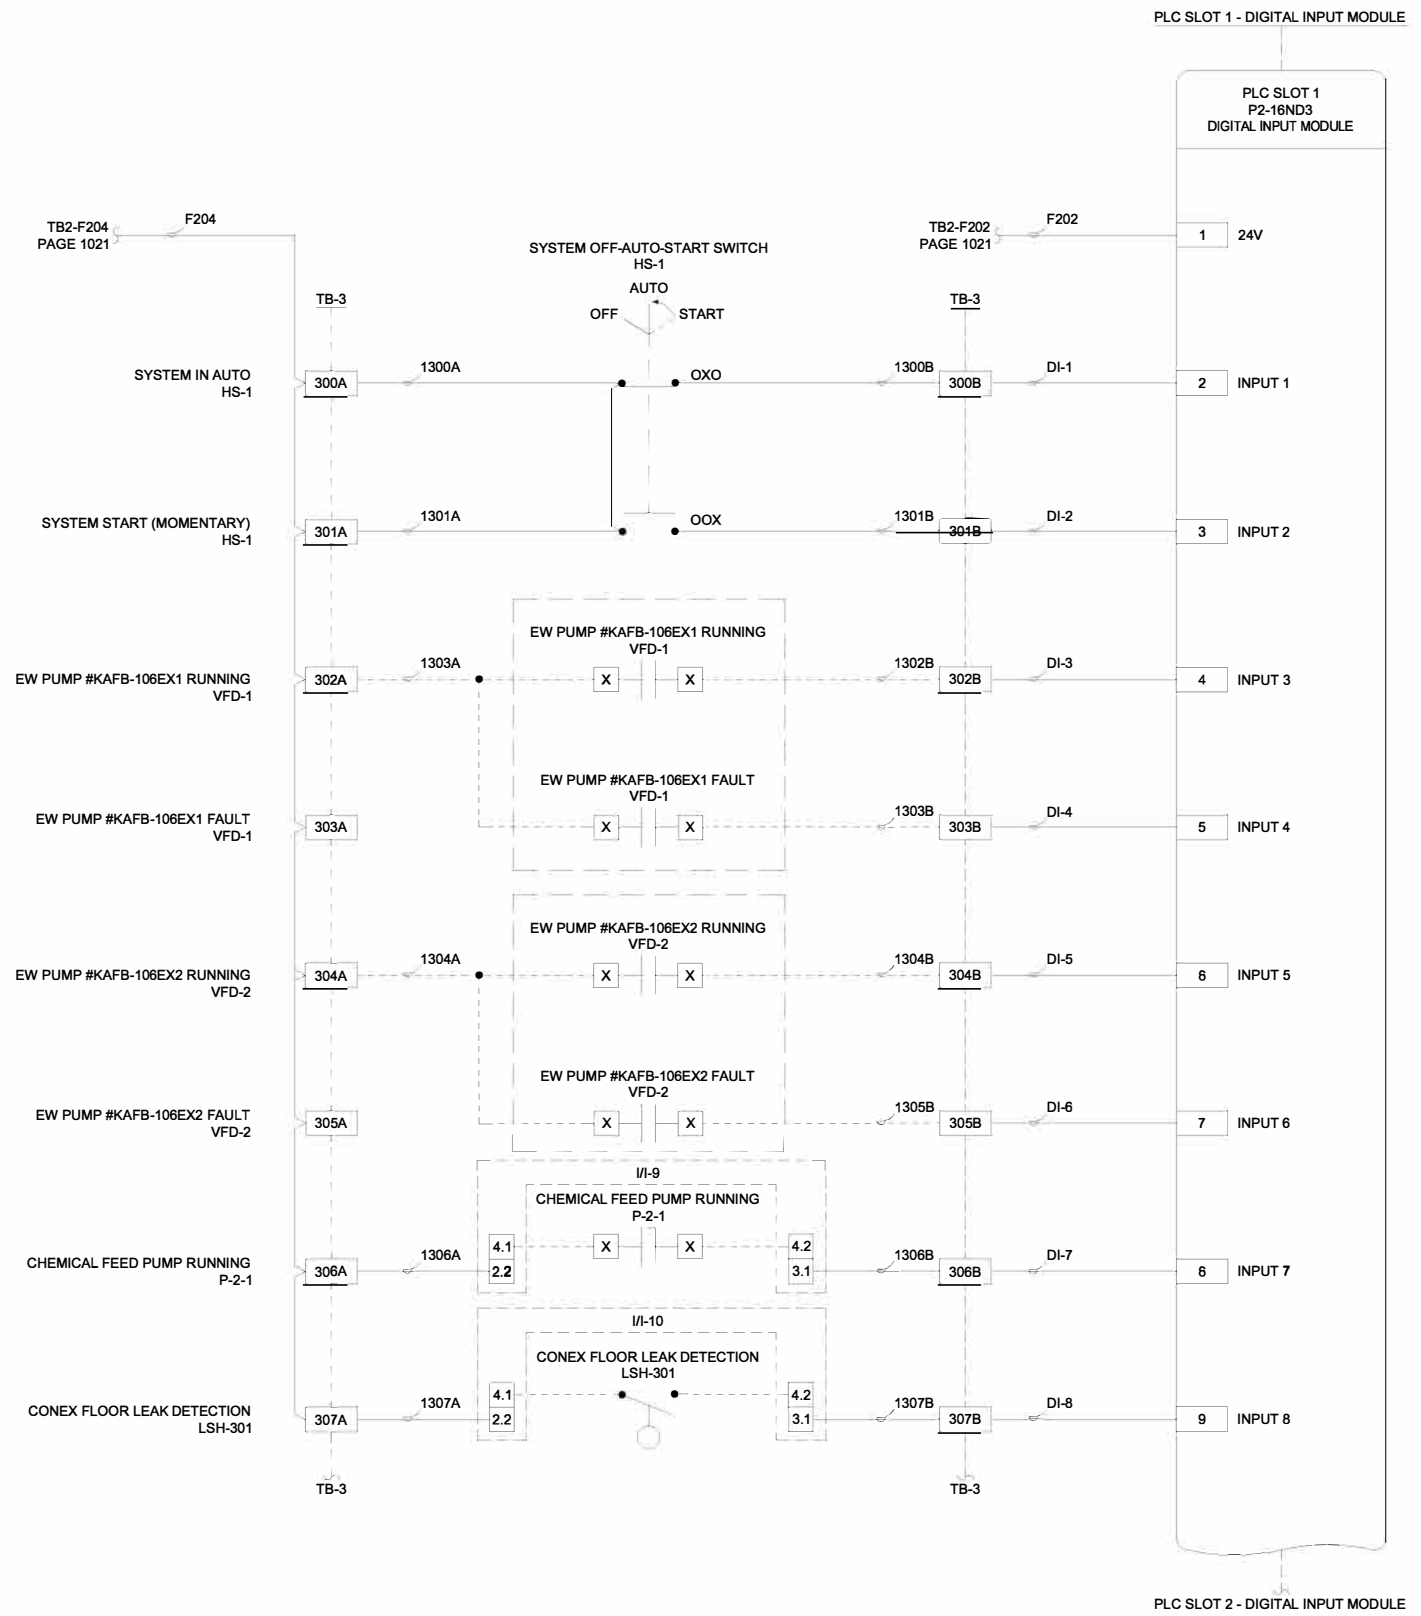 PLC SLOT 1 - DIGITAL INPUT MODULE
PLC SLOT 1
P2-16ND3
DIGITAL INPUT MODULE
TB2-F204
PAGE 1021
F204
TB2-F202
PAGE 1021
F202
1
24V
SYSTEM OFF-AUTO-START SWITCH
HS-1
AUTO
OFF
START
TB-3
TB-3
SYSTEM IN AUTO
HS-1
300A
1300A
OXO
1300B
300B
DI-1
2
INPUT 1
SYSTEM START (MOMENTARY)
HS-1
301A
1301A
OOX
1301B
301B
DI-2
3
INPUT 2
EW PUMP #KAFB-106EX1 RUNNING
VFD-1
EW PUMP #KAFB-106EX1 RUNNING
VFD-1
302A
1303A
X
X
1302B
302B
DI-3
4
INPUT 3
EW PUMP #KAFB-106EX1 FAULT
VFD-1
EW PUMP #KAFB-106EX1 FAULT
VFD-1
303A
X
X
1303B
303B
DI-4
5
INPUT 4
EW PUMP #KAFB-106EX2 RUNNING
VFD-2
EW PUMP #KAFB-106EX2 RUNNING
VFD-2
304A
1304A
X
X
1304B
304B
DI-5
6
INPUT 5
EW PUMP #KAFB-106EX2 FAULT
VFD-2
EW PUMP #KAFB-106EX2 FAULT
VFD-2
305A
X
X
1305B
305B
DI-6
7
INPUT 6
I/I-9
CHEMICAL FEED PUMP RUNNING
P-2-1
CHEMICAL FEED PUMP RUNNING
P-2-1
306A
1306A
4.1
2.2
X
X
4.2
3.1
1306B
306B
DI-7
6
INPUT 7
I/I-10
CONEX FLOOR LEAK DETECTION
LSH-301
CONEX FLOOR LEAK DETECTION
LSH-301
307A
1307A
4.1
2.2
4.2
3.1
1307B
307B
DI-8
9
INPUT 8
TB-3
TB-3
PLC SLOT 2 - DIGITAL INPUT MODULE